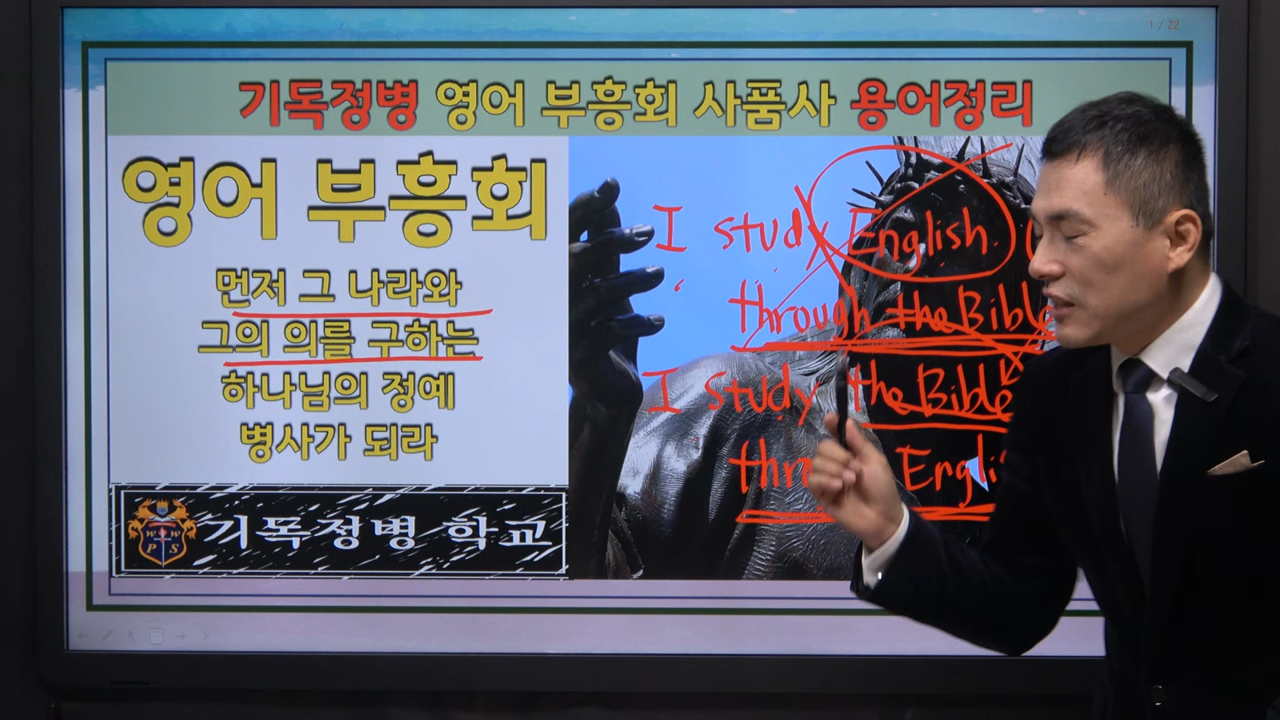 1 / 22
기독정병 영어 부흥회 사품사 용어정리
영어 부흥회
먼저 그 나라와
그의 의를 구하는
하나님의 정예
병사가 되라
W W
P S
기독정병 학교
I study English.
through the Bible
I study the Bible